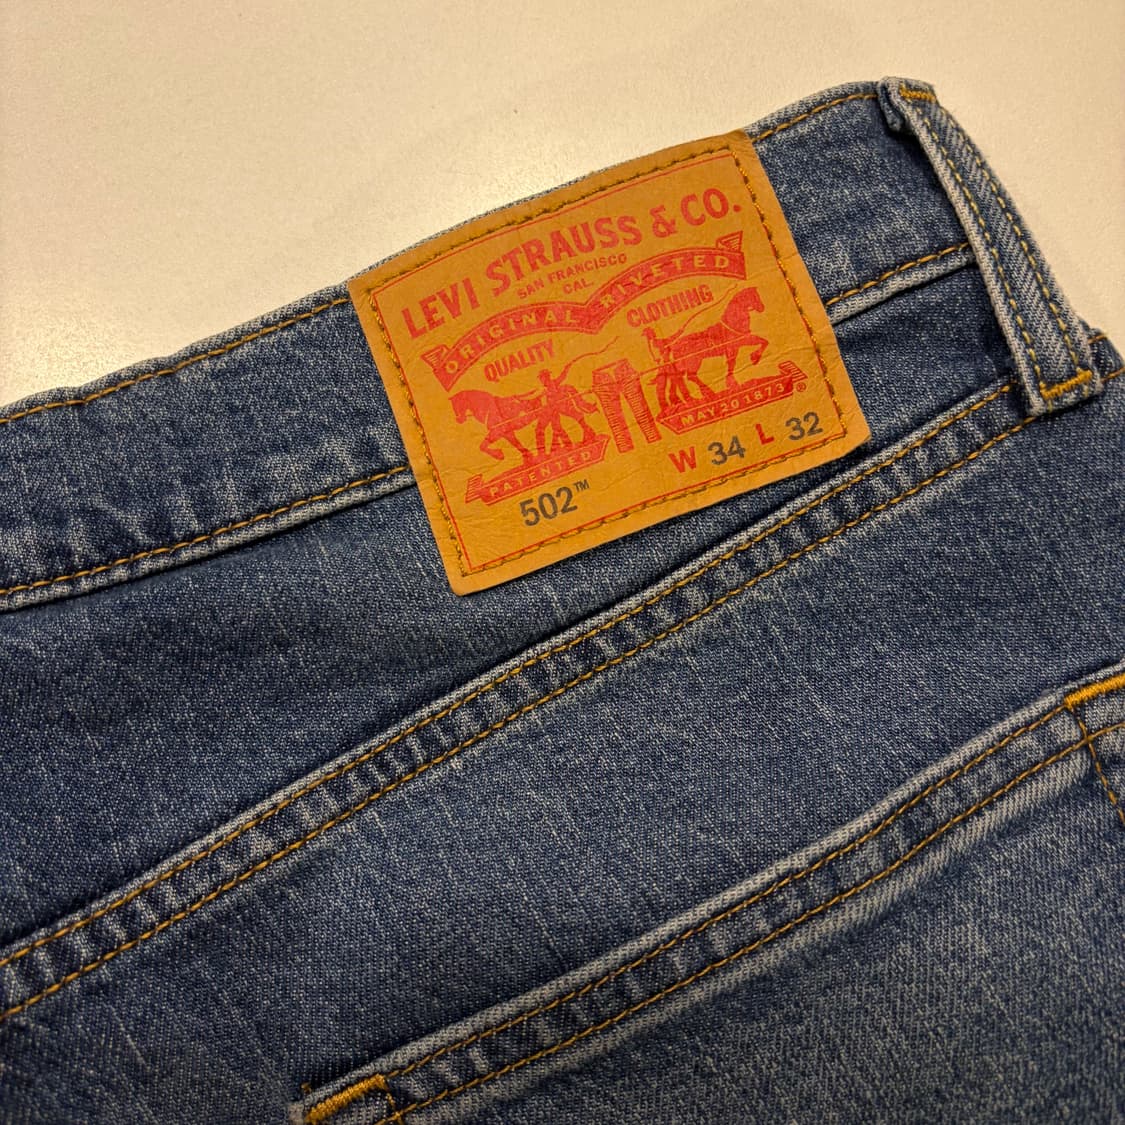 LEVI STRAUSS & CO.
SAN FRANCISCO
CAL.
ORIGINAL RIVETED
QUALITY CLOTHING
PATENTED MAY 20 1873 ®
502™ W 34 L 32